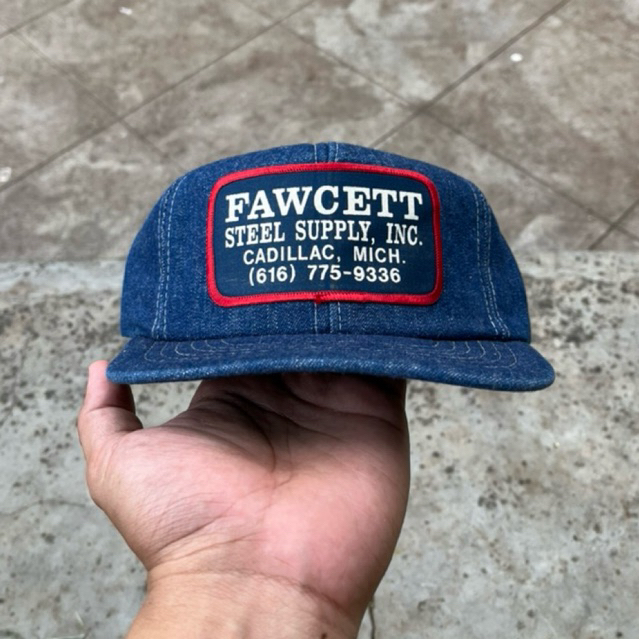 FAWCETT
STEEL SUPPLY, INC.
CADILLAC, MICH.
(616) 775-9336